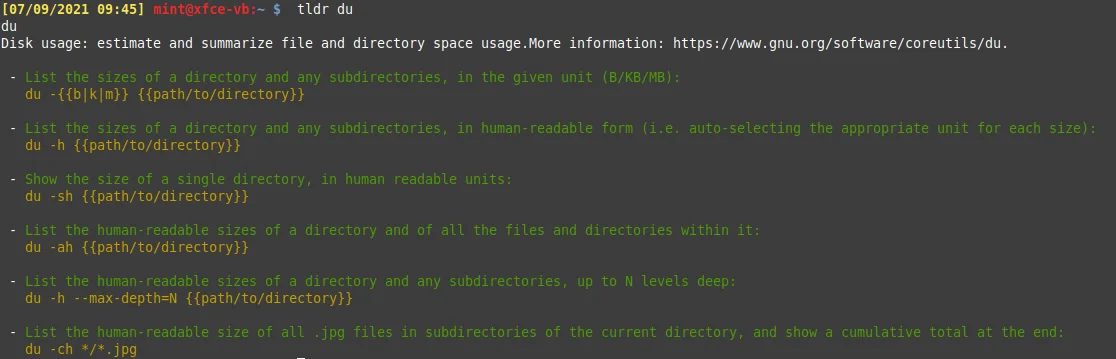 [07/09/2021 09:45] mint@xfce-vb:~ $  tldr du
du
Disk usage: estimate and summarize file and directory space usage.More information: https://www.gnu.org/software/coreutils/du.
- List the sizes of a directory and any subdirectories, in the given unit (B/KB/MB):
du -{{b|k|m}} {{path/to/directory}}
- List the sizes of a directory and any subdirectories, in human-readable form (i.e. auto-selecting the appropriate unit for each size):
du -h {{path/to/directory}}
- Show the size of a single directory, in human readable units:
du -sh {{path/to/directory}}
- List the human-readable sizes of a directory and of all the files and directories within it:
du -ah {{path/to/directory}}
- List the human-readable sizes of a directory and any subdirectories, up to N levels deep:
du -h --max-depth=N {{path/to/directory}}
- List the human-readable size of all .jpg files in subdirectories of the current directory, and show a cumulative total at the end:
du -ch */*.jpg